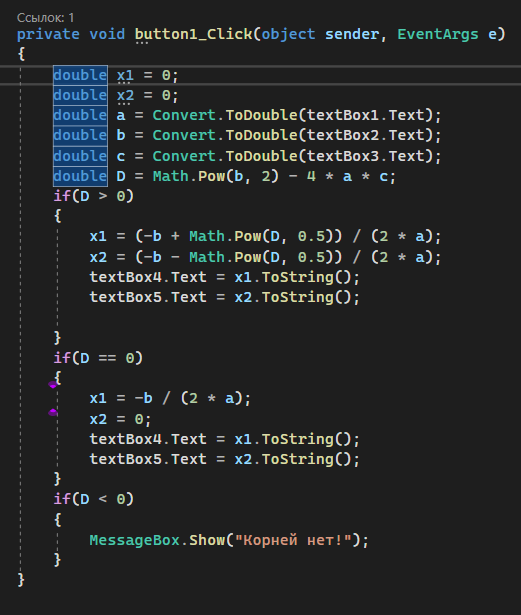 Ссылок: 1
private void button1_Click(object sender, EventArgs e)
{
double x1 = 0;
double x2 = 0;
double a = Convert.ToDouble(textBox1.Text);
double b = Convert.ToDouble(textBox2.Text);
double c = Convert.ToDouble(textBox3.Text);
double D = Math.Pow(b, 2) - 4 * a * c;
if(D > 0)
{
x1 = (-b + Math.Pow(D, 0.5)) / (2 * a);
x2 = (-b - Math.Pow(D, 0.5)) / (2 * a);
textBox4.Text = x1.ToString();
textBox5.Text = x2.ToString();
}
if(D == 0)
{
x1 = -b / (2 * a);
x2 = 0;
textBox4.Text = x1.ToString();
textBox5.Text = x2.ToString();
}
if(D < 0)
{
MessageBox.Show("Корней нет!");
}
}